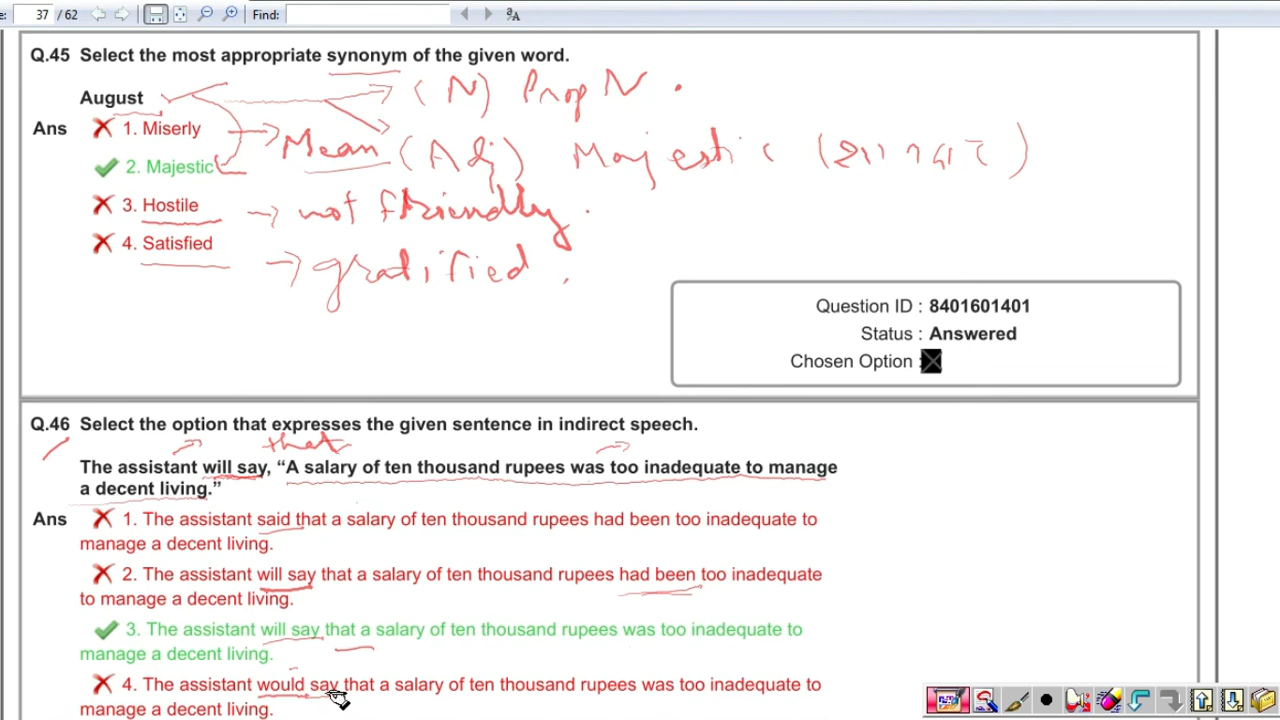 37 / 62 Find:
Q.45 Select the most appropriate synonym of the given word.
(N) Prop N.
August
Ans 1. Miserly
Mean (Adj) Majestic (शानदार)
2. Majestic
3. Hostile → not friendly.
4. Satisfied → gratified.
Question ID : 8401601401
Status : Answered
Chosen Option :
Q.46 Select the option that expresses the given sentence in indirect speech.
that
The assistant will say, “A salary of ten thousand rupees was too inadequate to manage
a decent living.”
Ans 1. The assistant said that a salary of ten thousand rupees had been too inadequate to
manage a decent living.
2. The assistant will say that a salary of ten thousand rupees had been too inadequate
to manage a decent living.
3. The assistant will say that a salary of ten thousand rupees was too inadequate to
manage a decent living.
4. The assistant would say that a salary of ten thousand rupees was too inadequate to
manage a decent living.